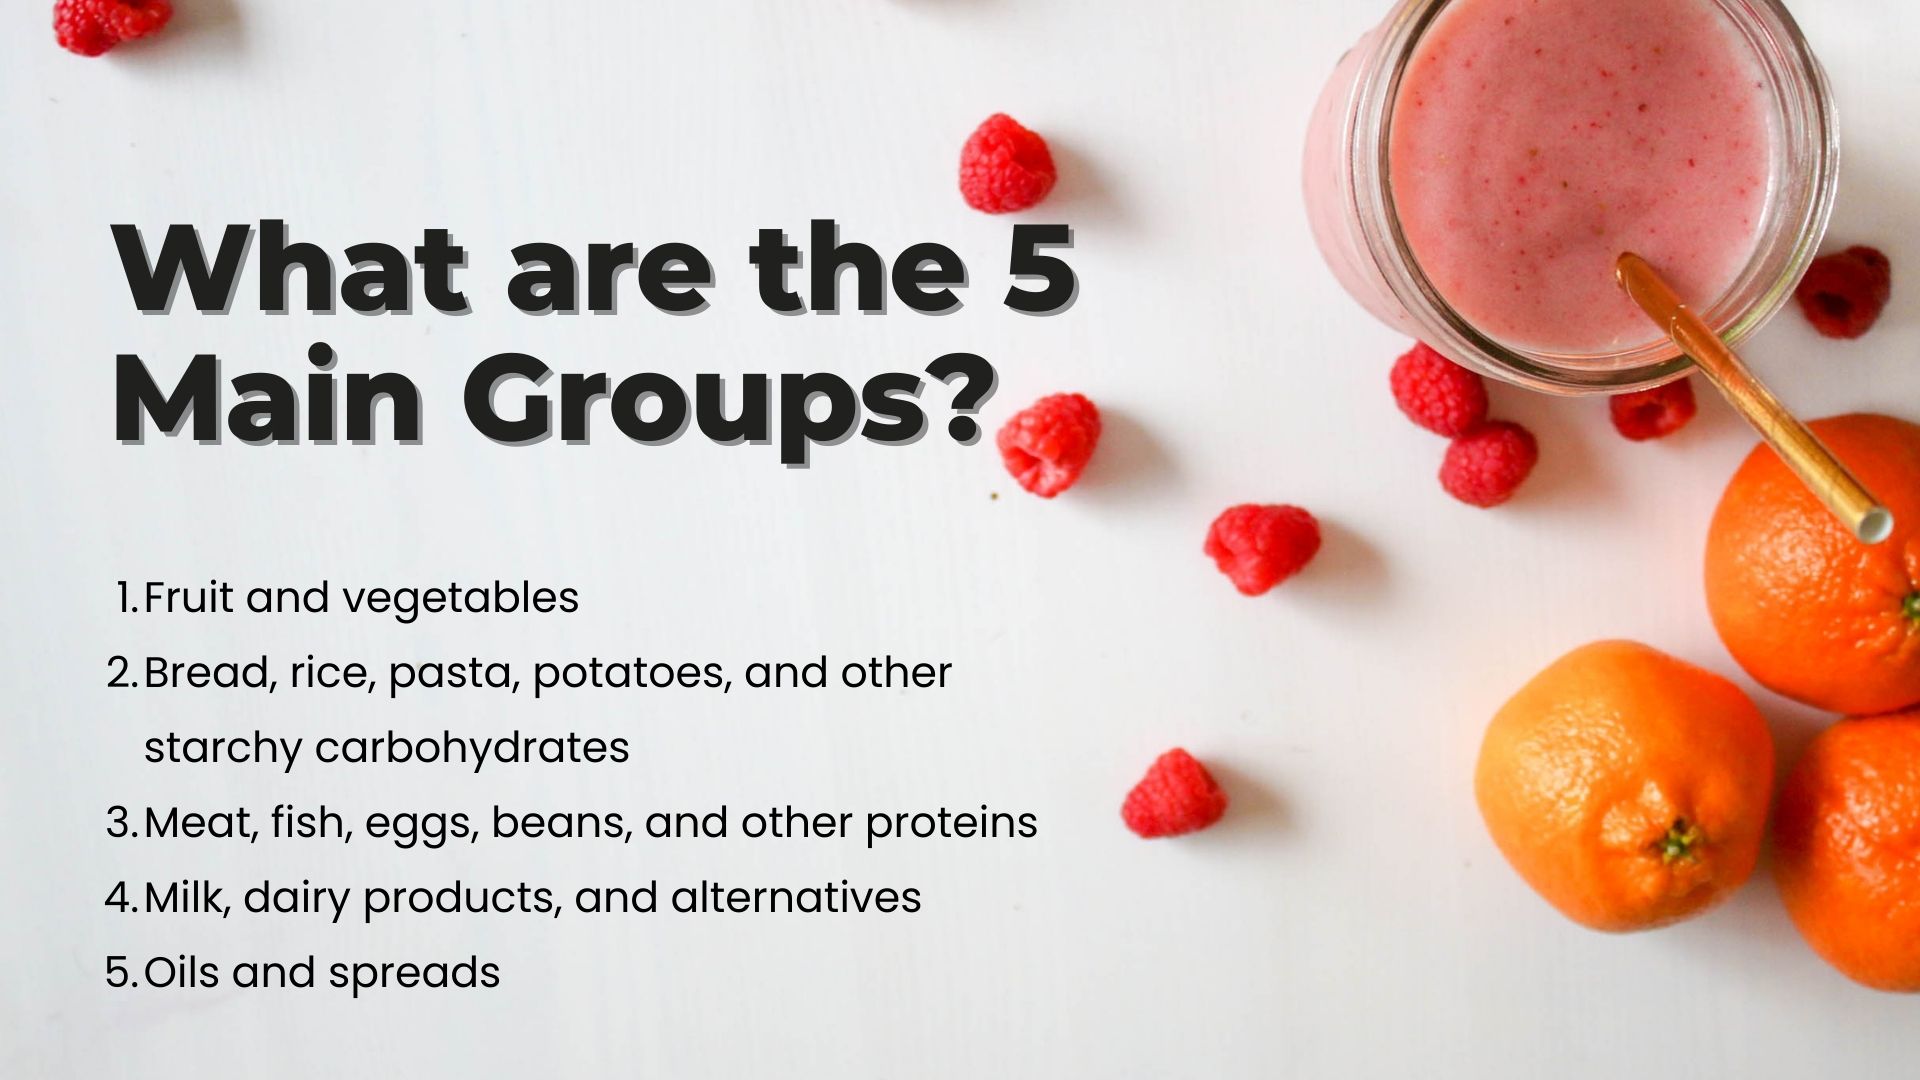 What are the 5
Main Groups?
1. Fruit and vegetables
2. Bread, rice, pasta, potatoes, and other
starchy carbohydrates
3. Meat, fish, eggs, beans, and other proteins
4. Milk, dairy products, and alternatives
5. Oils and spreads